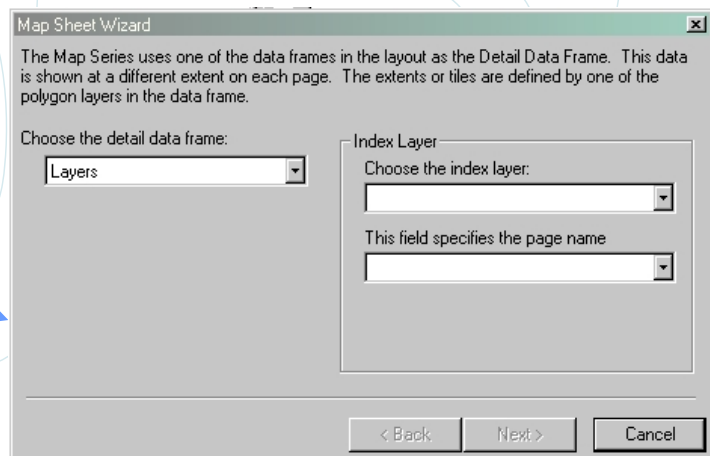 Map Sheet Wizard
The Map Series uses one of the data frames in the layout as the Detail Data Frame. This data
is shown at a different extent on each page. The extents or tiles are defined by one of the
polygon layers in the data frame.
Choose the detail data frame:
Layers
Index Layer
Choose the index layer:
This field specifies the page name
< Back
Next >
Cancel